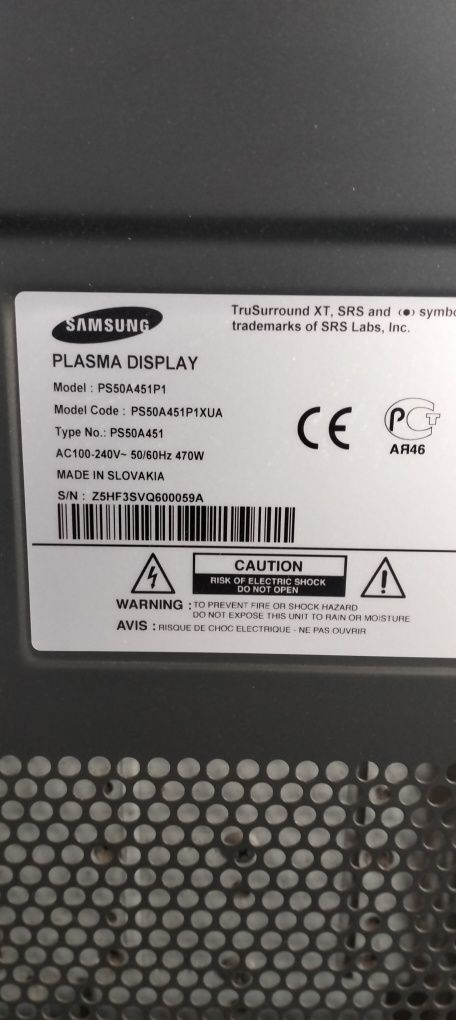 SAMSUNG
TruSurround XT, SRS and (●) symbo
trademarks of SRS Labs, Inc.
PLASMA DISPLAY
Model : PS50A451P1
Model Code : PS50A451P1XUA
Type No.: PS50A451
AC100-240V~ 50/60Hz 470W
MADE IN SLOVAKIA
S/N : Z5HF3SVQ600059A
CE
РСТ
АЯ46
CAUTION
RISK OF ELECTRIC SHOCK
DO NOT OPEN
WARNING : TO PREVENT FIRE OR SHOCK HAZARD
DO NOT EXPOSE THIS UNIT TO RAIN OR MOISTURE
AVIS : RISQUE DE CHOC ELECTRIQUE - NE PAS OUVRIR